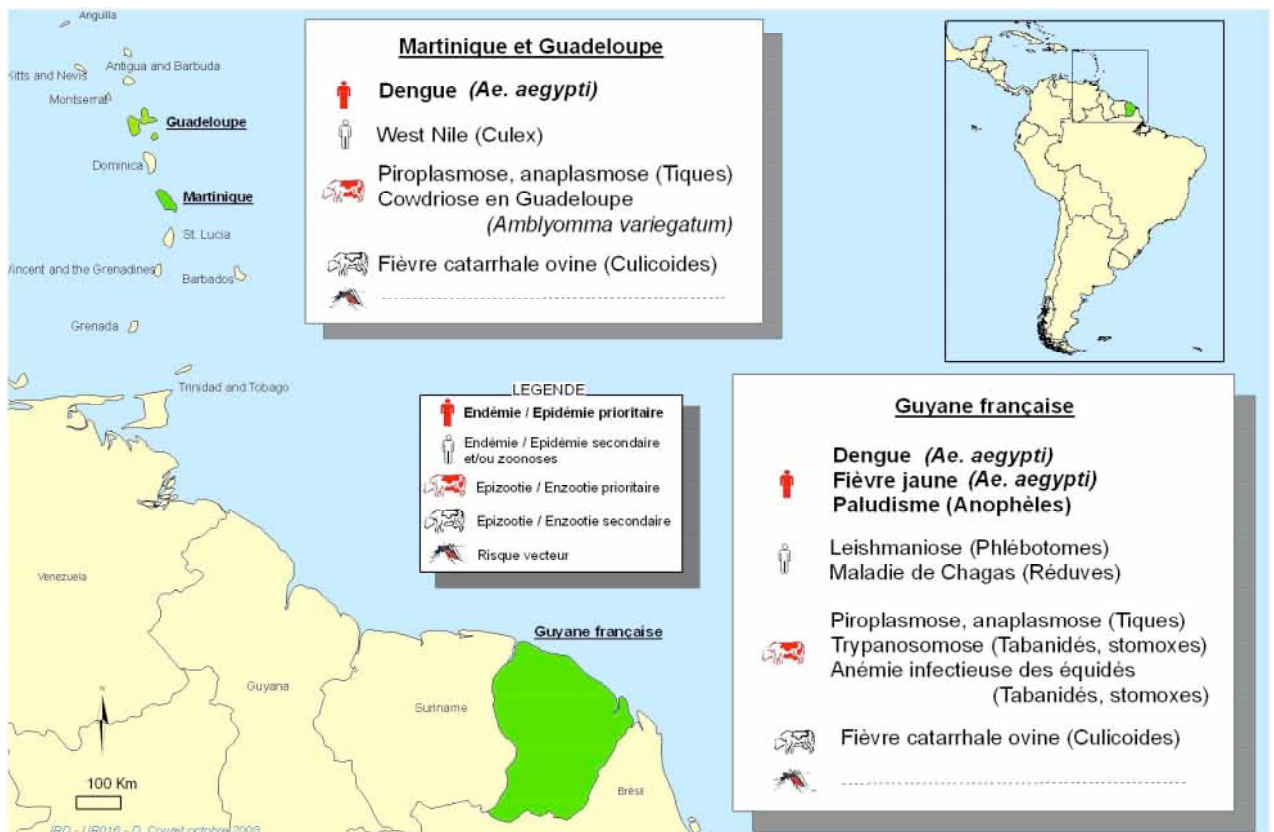 Anguilla
Antigua and Barbuda
Kitts and Nevis
Montserrat
Guadeloupe
Dominica
Martinique
St. Lucia
Vincent and the Grenadines
Barbados
Grenada
Trinidad and Tobago
Martinique et Guadeloupe
Dengue (Ae. aegypti)
West Nile (Culex)
Piroplasmose, anaplasmose (Tiques)
Cowdriose en Guadeloupe
(Amblyomma variegatum)
Fièvre catarrhale ovine (Culicoides)
LEGENDE
Endémie / Epidémie prioritaire
Endémie / Epidémie secondaire
et/ou zoonoses
Epizootie / Enzootie prioritaire
Epizootie / Enzootie secondaire
Risque vecteur
Guyane française
Dengue (Ae. aegypti)
Fièvre jaune (Ae. aegypti)
Paludisme (Anophèles)
Leishmaniose (Phlébotomes)
Maladie de Chagas (Réduves)
Piroplasmose, anaplasmose (Tiques)
Trypanosomose (Tabanidés, stomoxes)
Anémie infectieuse des équidés
(Tabanidés, stomoxes)
Fièvre catarrhale ovine (Culicoides)
Venezuela
Guyana
Suriname
Guyane française
Brésil
N
100 Km
IRD - UR016 - D. octobre